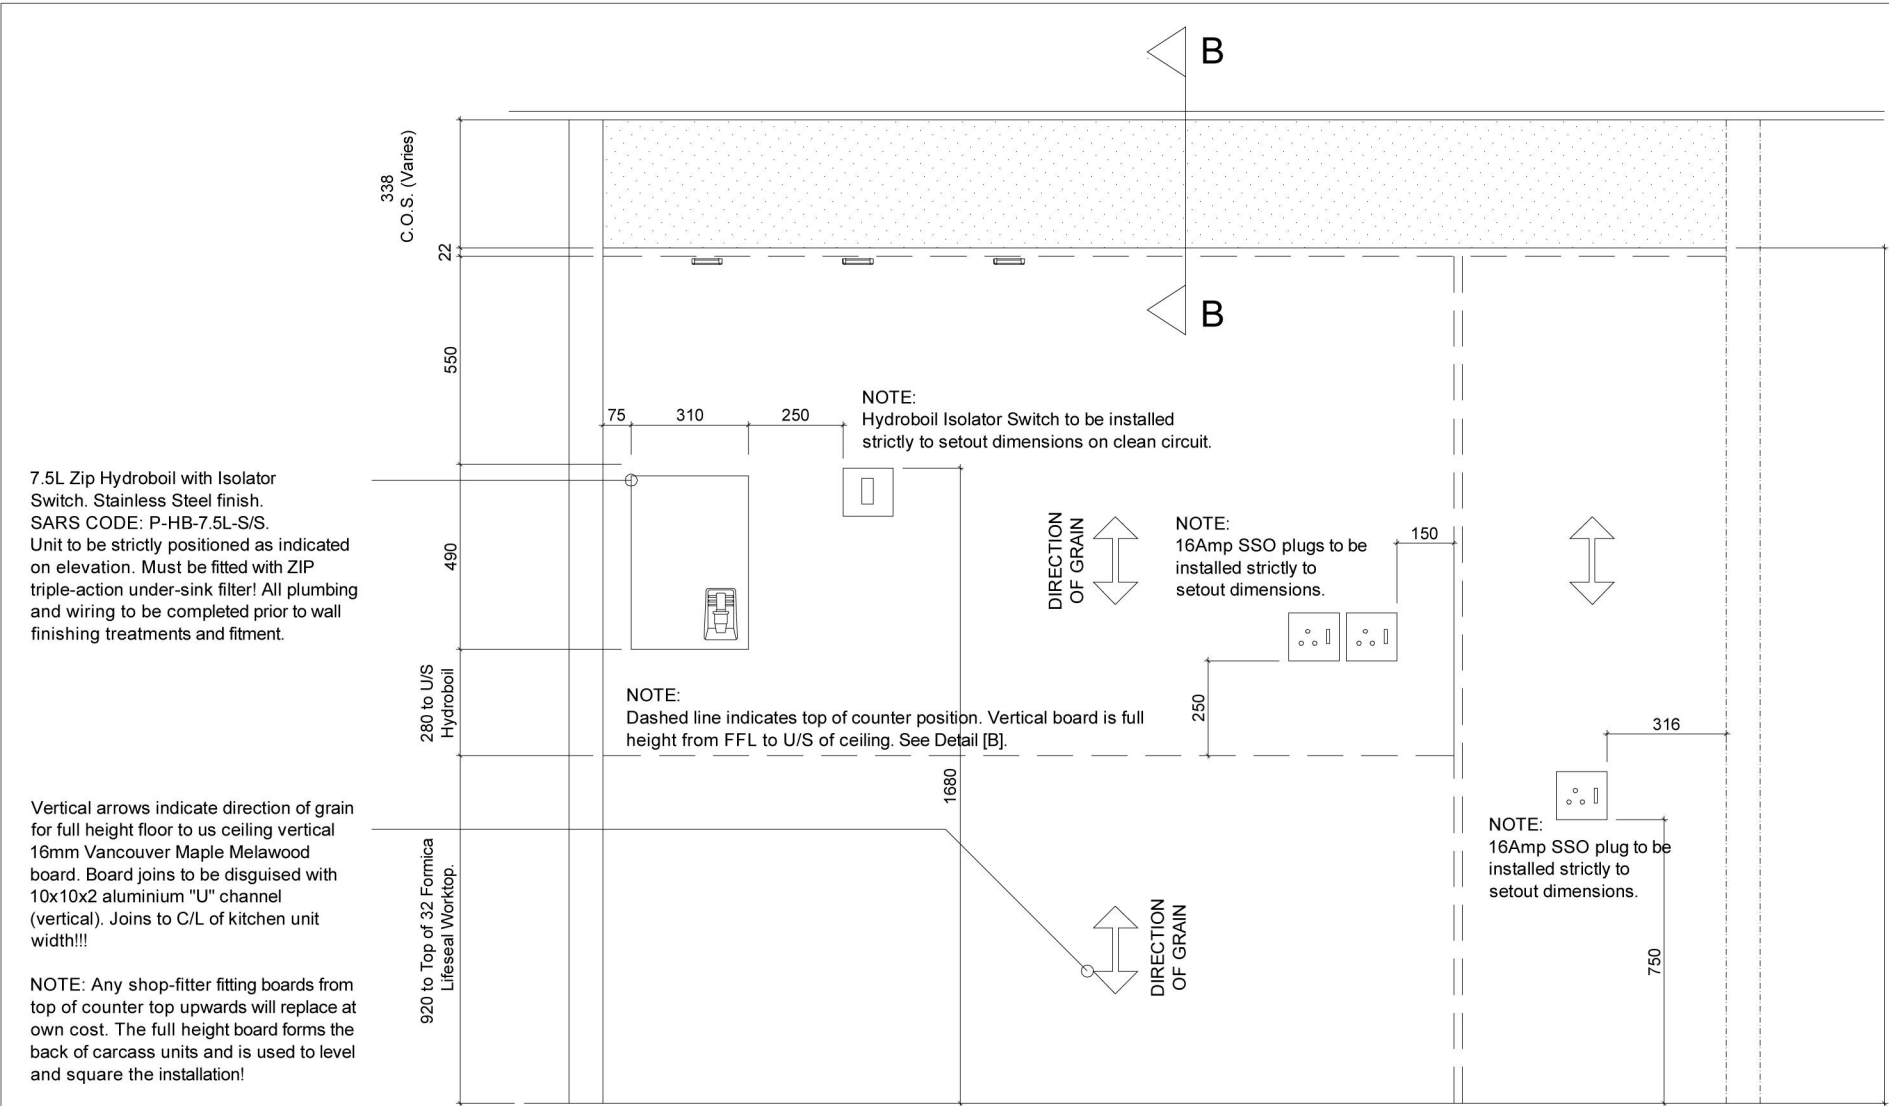 B
338
C.O.S. (Varies)
22
B
550
75
310
250
NOTE:
Hydroboil Isolator Switch to be installed
strictly to setout dimensions on clean circuit.
7.5L Zip Hydroboil with Isolator
Switch. Stainless Steel finish.
SARS CODE: P-HB-7.5L-S/S.
Unit to be strictly positioned as indicated
on elevation. Must be fitted with ZIP
triple-action under-sink filter! All plumbing
and wiring to be completed prior to wall
finishing treatments and fitment.
490
DIRECTION
OF GRAIN
NOTE:
16Amp SSO plugs to be
installed strictly to
setout dimensions.
150
280 to U/S
Hydroboil
NOTE:
Dashed line indicates top of counter position. Vertical board is full
height from FFL to U/S of ceiling. See Detail [B].
250
316
1680
Vertical arrows indicate direction of grain
for full height floor to us ceiling vertical
16mm Vancouver Maple Melawood
board. Board joins to be disguised with
10x10x2 aluminium "U" channel
(vertical). Joins to C/L of kitchen unit
width!!!
NOTE: Any shop-fitter fitting boards from
top of counter top upwards will replace at
own cost. The full height board forms the
back of carcass units and is used to level
and square the installation!
920 to Top of 32 Formica
Lifeseal Worktop.
DIRECTION
OF GRAIN
NOTE:
16Amp SSO plug to be
installed strictly to
setout dimensions.
750